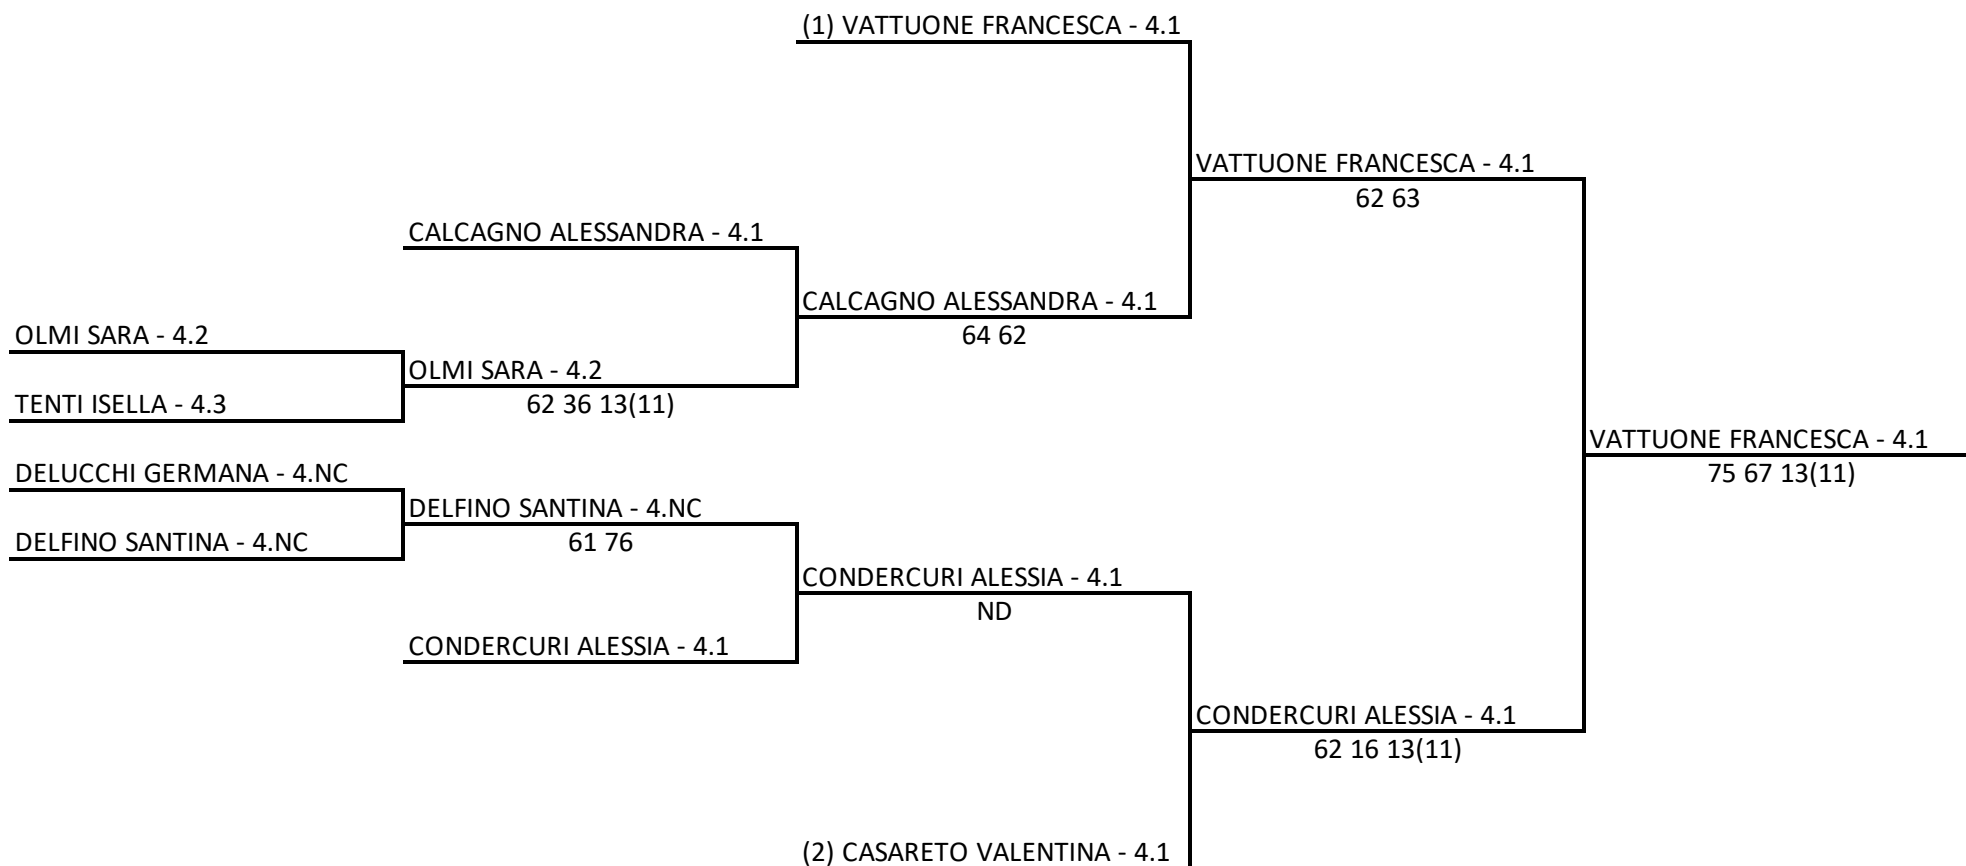 (1) VATTUONE FRANCESCA - 4.1
VATTUONE FRANCESCA - 4.1
62 63
CALCAGNO ALESSANDRA - 4.1
CALCAGNO ALESSANDRA - 4.1
64 62
OLMI SARA - 4.2
OLMI SARA - 4.2
62 36 13(11)
TENTI ISELLA - 4.3
VATTUONE FRANCESCA - 4.1
75 67 13(11)
DELUCCHI GERMANA - 4.NC
DELFINO SANTINA - 4.NC
61 76
DELFINO SANTINA - 4.NC
CONDERCURI ALESSIA - 4.1
ND
CONDERCURI ALESSIA - 4.1
CONDERCURI ALESSIA - 4.1
62 16 13(11)
(2) CASARETO VALENTINA - 4.1